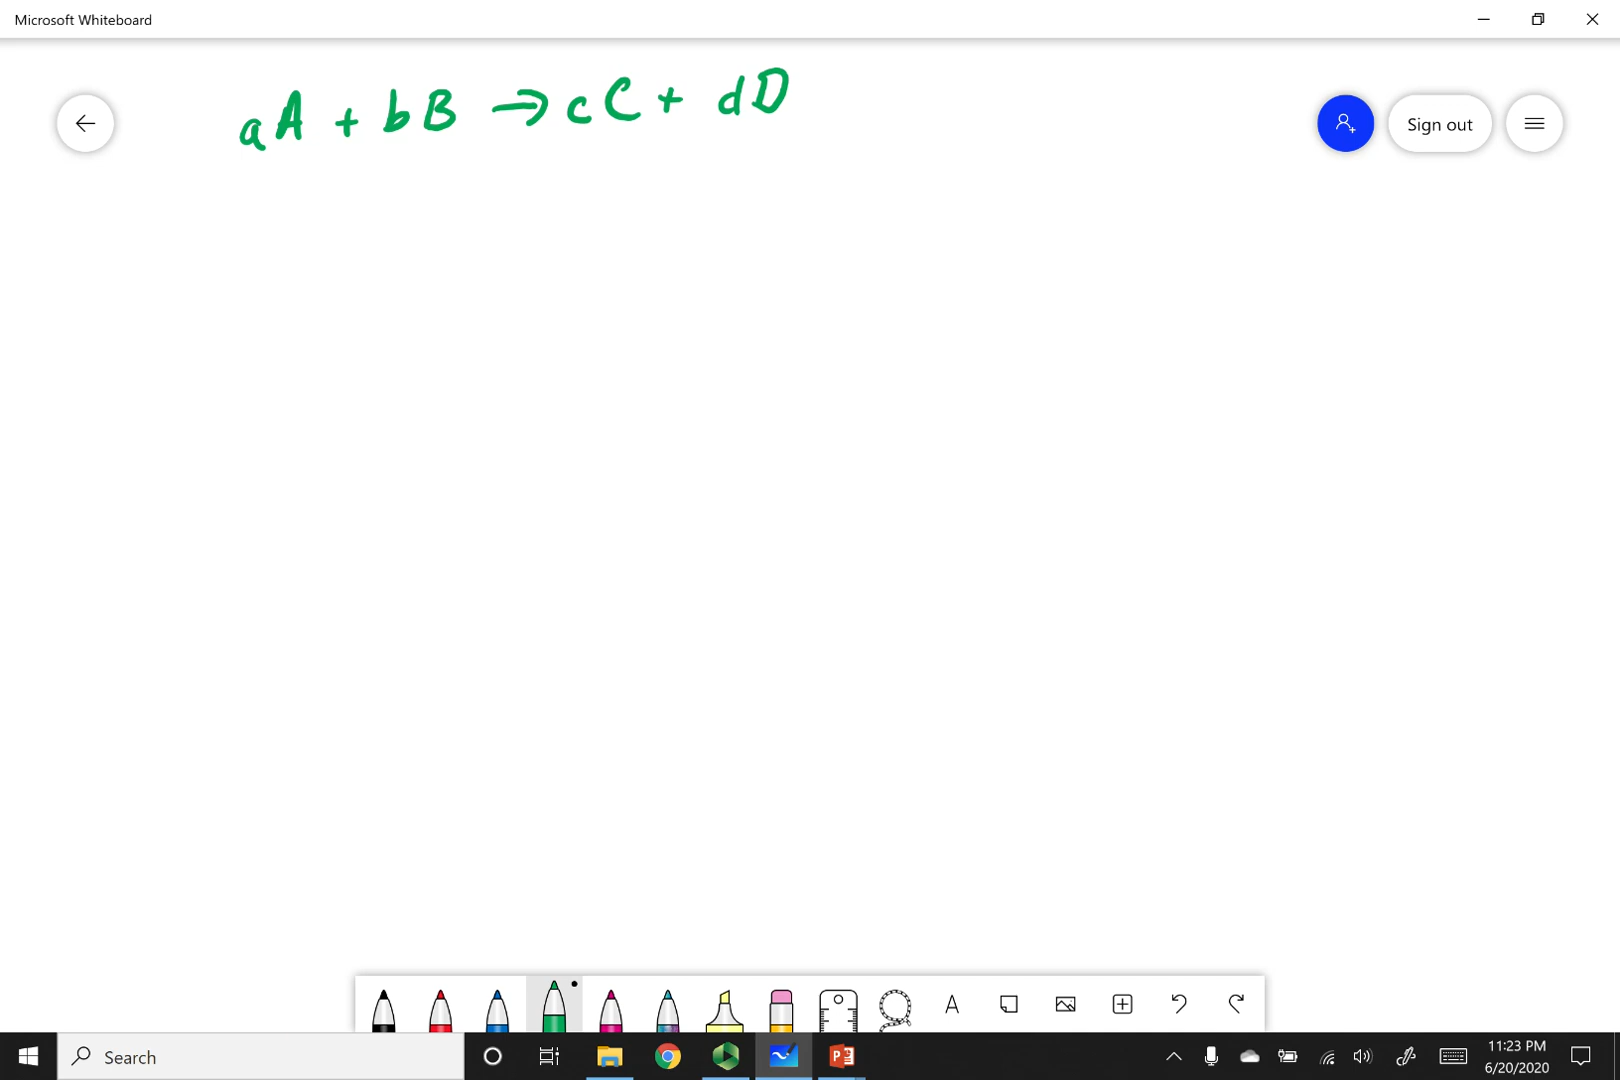 Microsoft Whiteboard
aA + bB → cC + dD
Sign out
A
Search
11:23 PM
6/20/2020